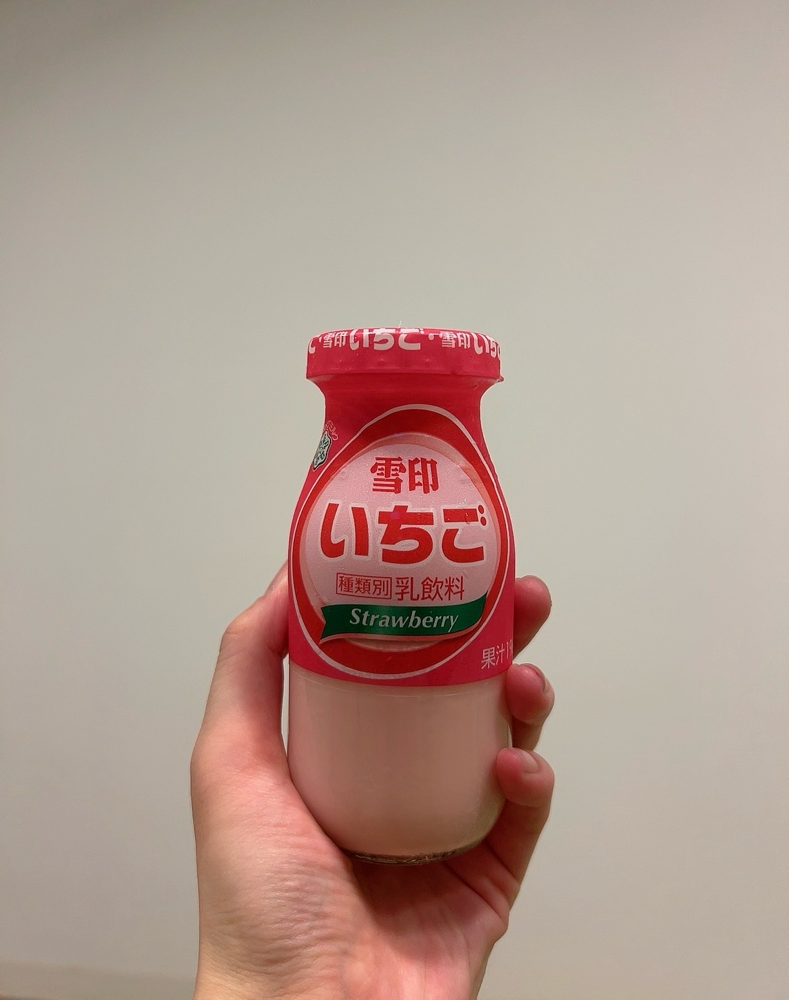 雪印いちご・雪印いちご
雪印
いちご
種類別 乳飲料
Strawberry
果汁1